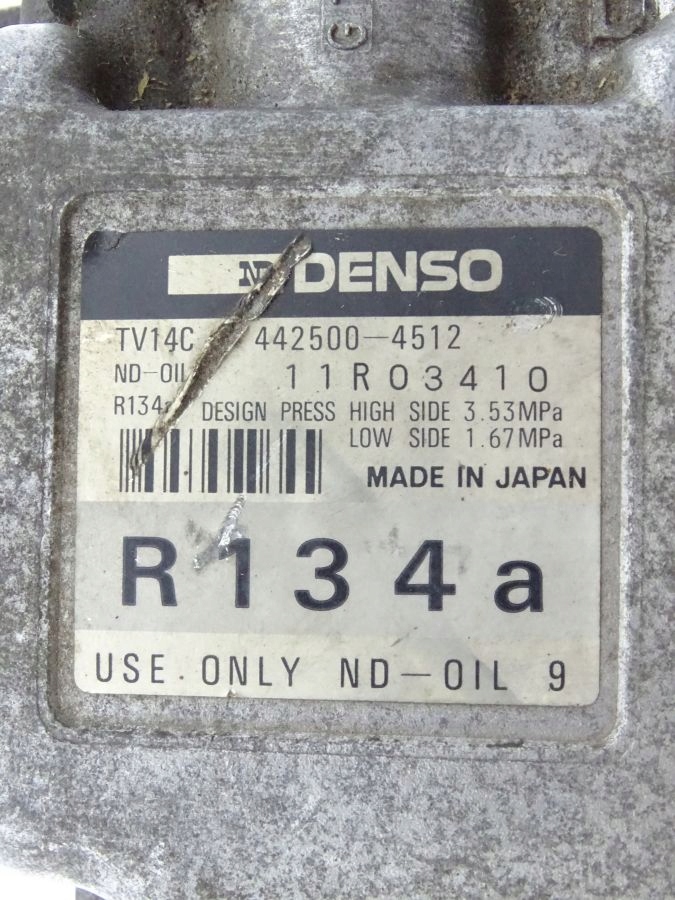 DENSO
TV14C 442500-4512
ND-OIL 11R03410
R134a DESIGN PRESS HIGH SIDE 3.53MPa
LOW SIDE 1.67MPa
MADE IN JAPAN
R134a
USE ONLY ND-OIL 9